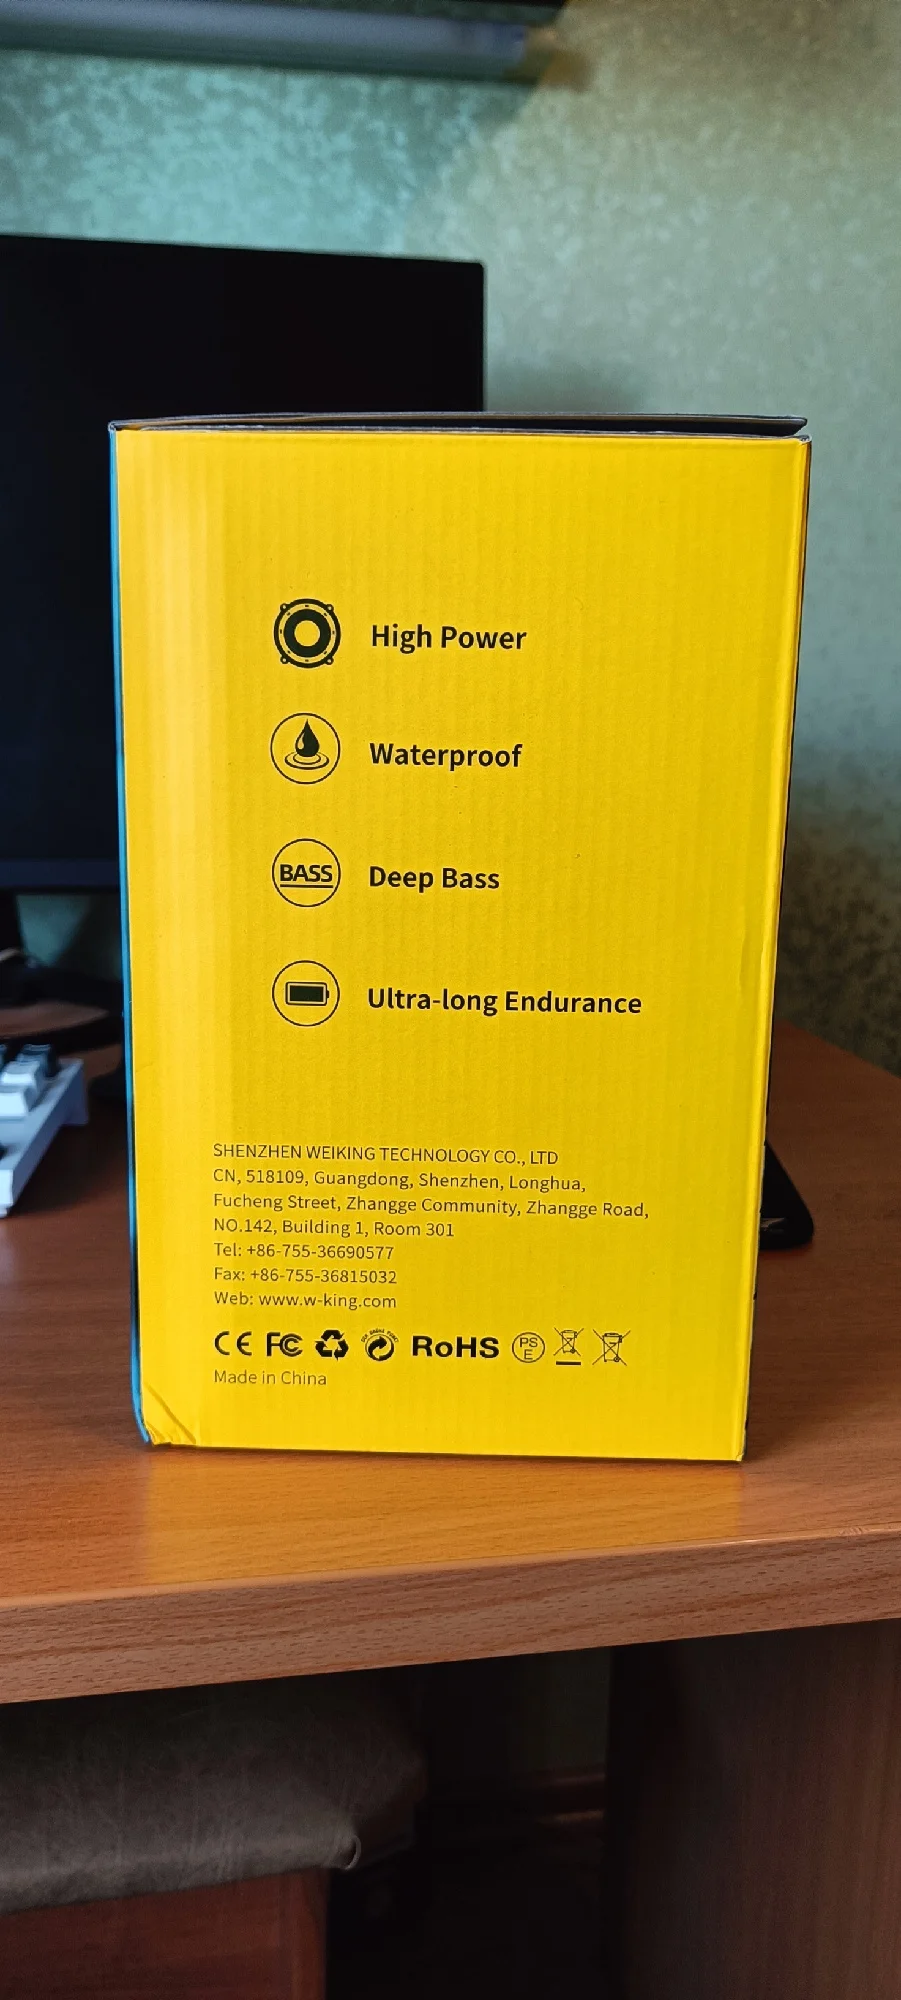 High Power
Waterproof
BASS Deep Bass
Ultra-long Endurance
SHENZHEN WEIKING TECHNOLOGY CO., LTD
CN, 518109, Guangdong, Shenzhen, Longhua,
Fucheng Street, Zhangge Community, Zhangge Road,
NO.142, Building 1, Room 301
Tel: +86-755-36690577
Fax: +86-755-36815032
Web: www.w-king.com
CE FC RoHS PS E
Made in China